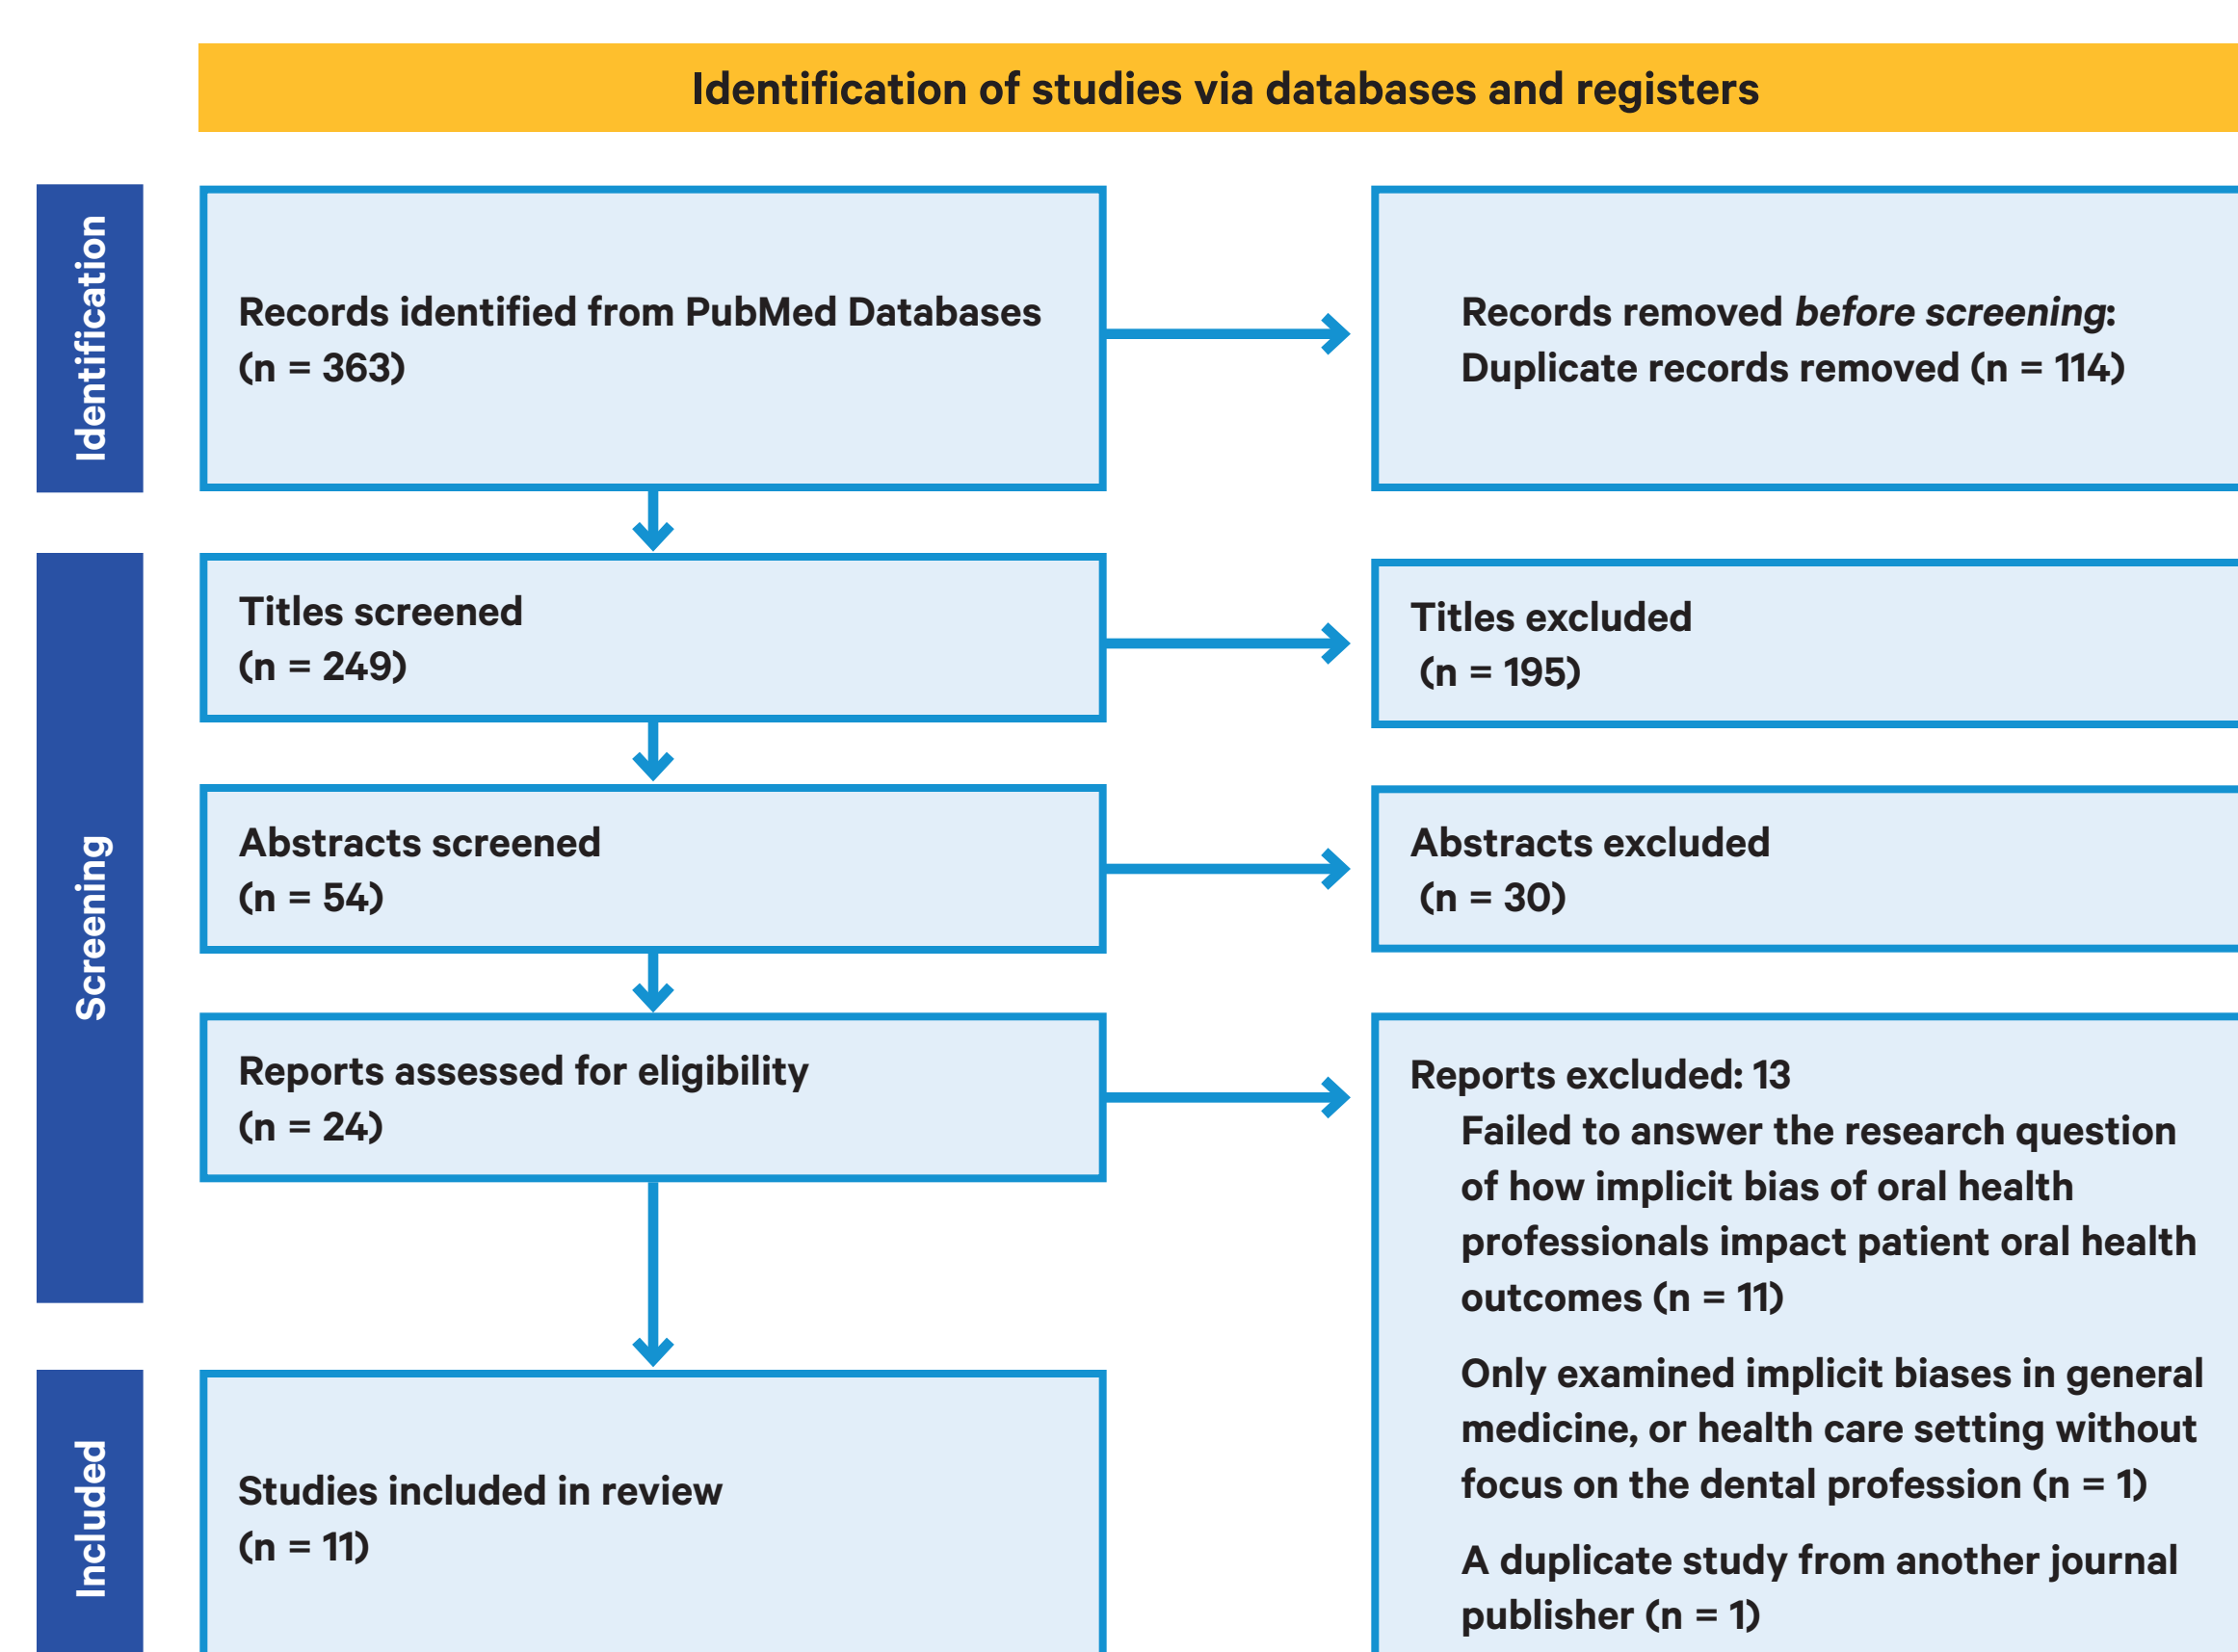 Identification of studies via databases and registers
Identification
Records identified from PubMed Databases
(n = 363)
Records removed before screening:
Duplicate records removed (n = 114)
Screening
Titles screened
(n = 249)
Titles excluded
(n = 195)
Abstracts screened
(n = 54)
Abstracts excluded
(n = 30)
Reports assessed for eligibility
(n = 24)
Reports excluded: 13
Failed to answer the research question
of how implicit bias of oral health
professionals impact patient oral health
outcomes (n = 11)
Only examined implicit biases in general
medicine, or health care setting without
focus on the dental profession (n = 1)
A duplicate study from another journal
publisher (n = 1)
Included
Studies included in review
(n = 11)